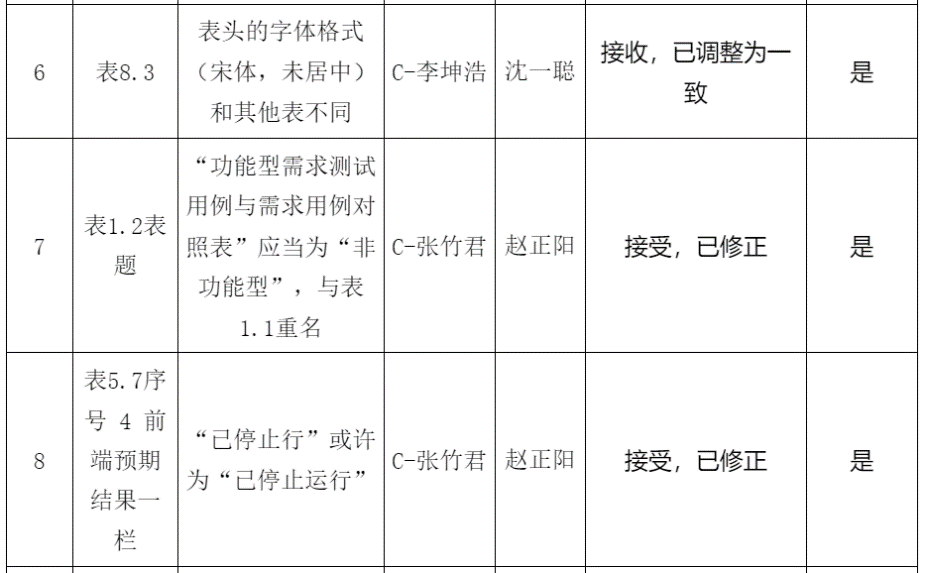 6
表8.3
表头的字体格式
（宋体，未居中）
和其他表不同
C-李坤浩
沈一聪
接收，已调整为一
致
是
7
表1.2表
题
“功能型需求测试
用例与需求用例对
照表”应当为“非
功能型”，与表
1.1重名
C-张竹君
赵正阳
接受，已修正
是
8
表5.7序
号 4 前
端预期
结果一
栏
“已停止行”或许
为“已停止运行”
C-张竹君
赵正阳
接受，已修正
是